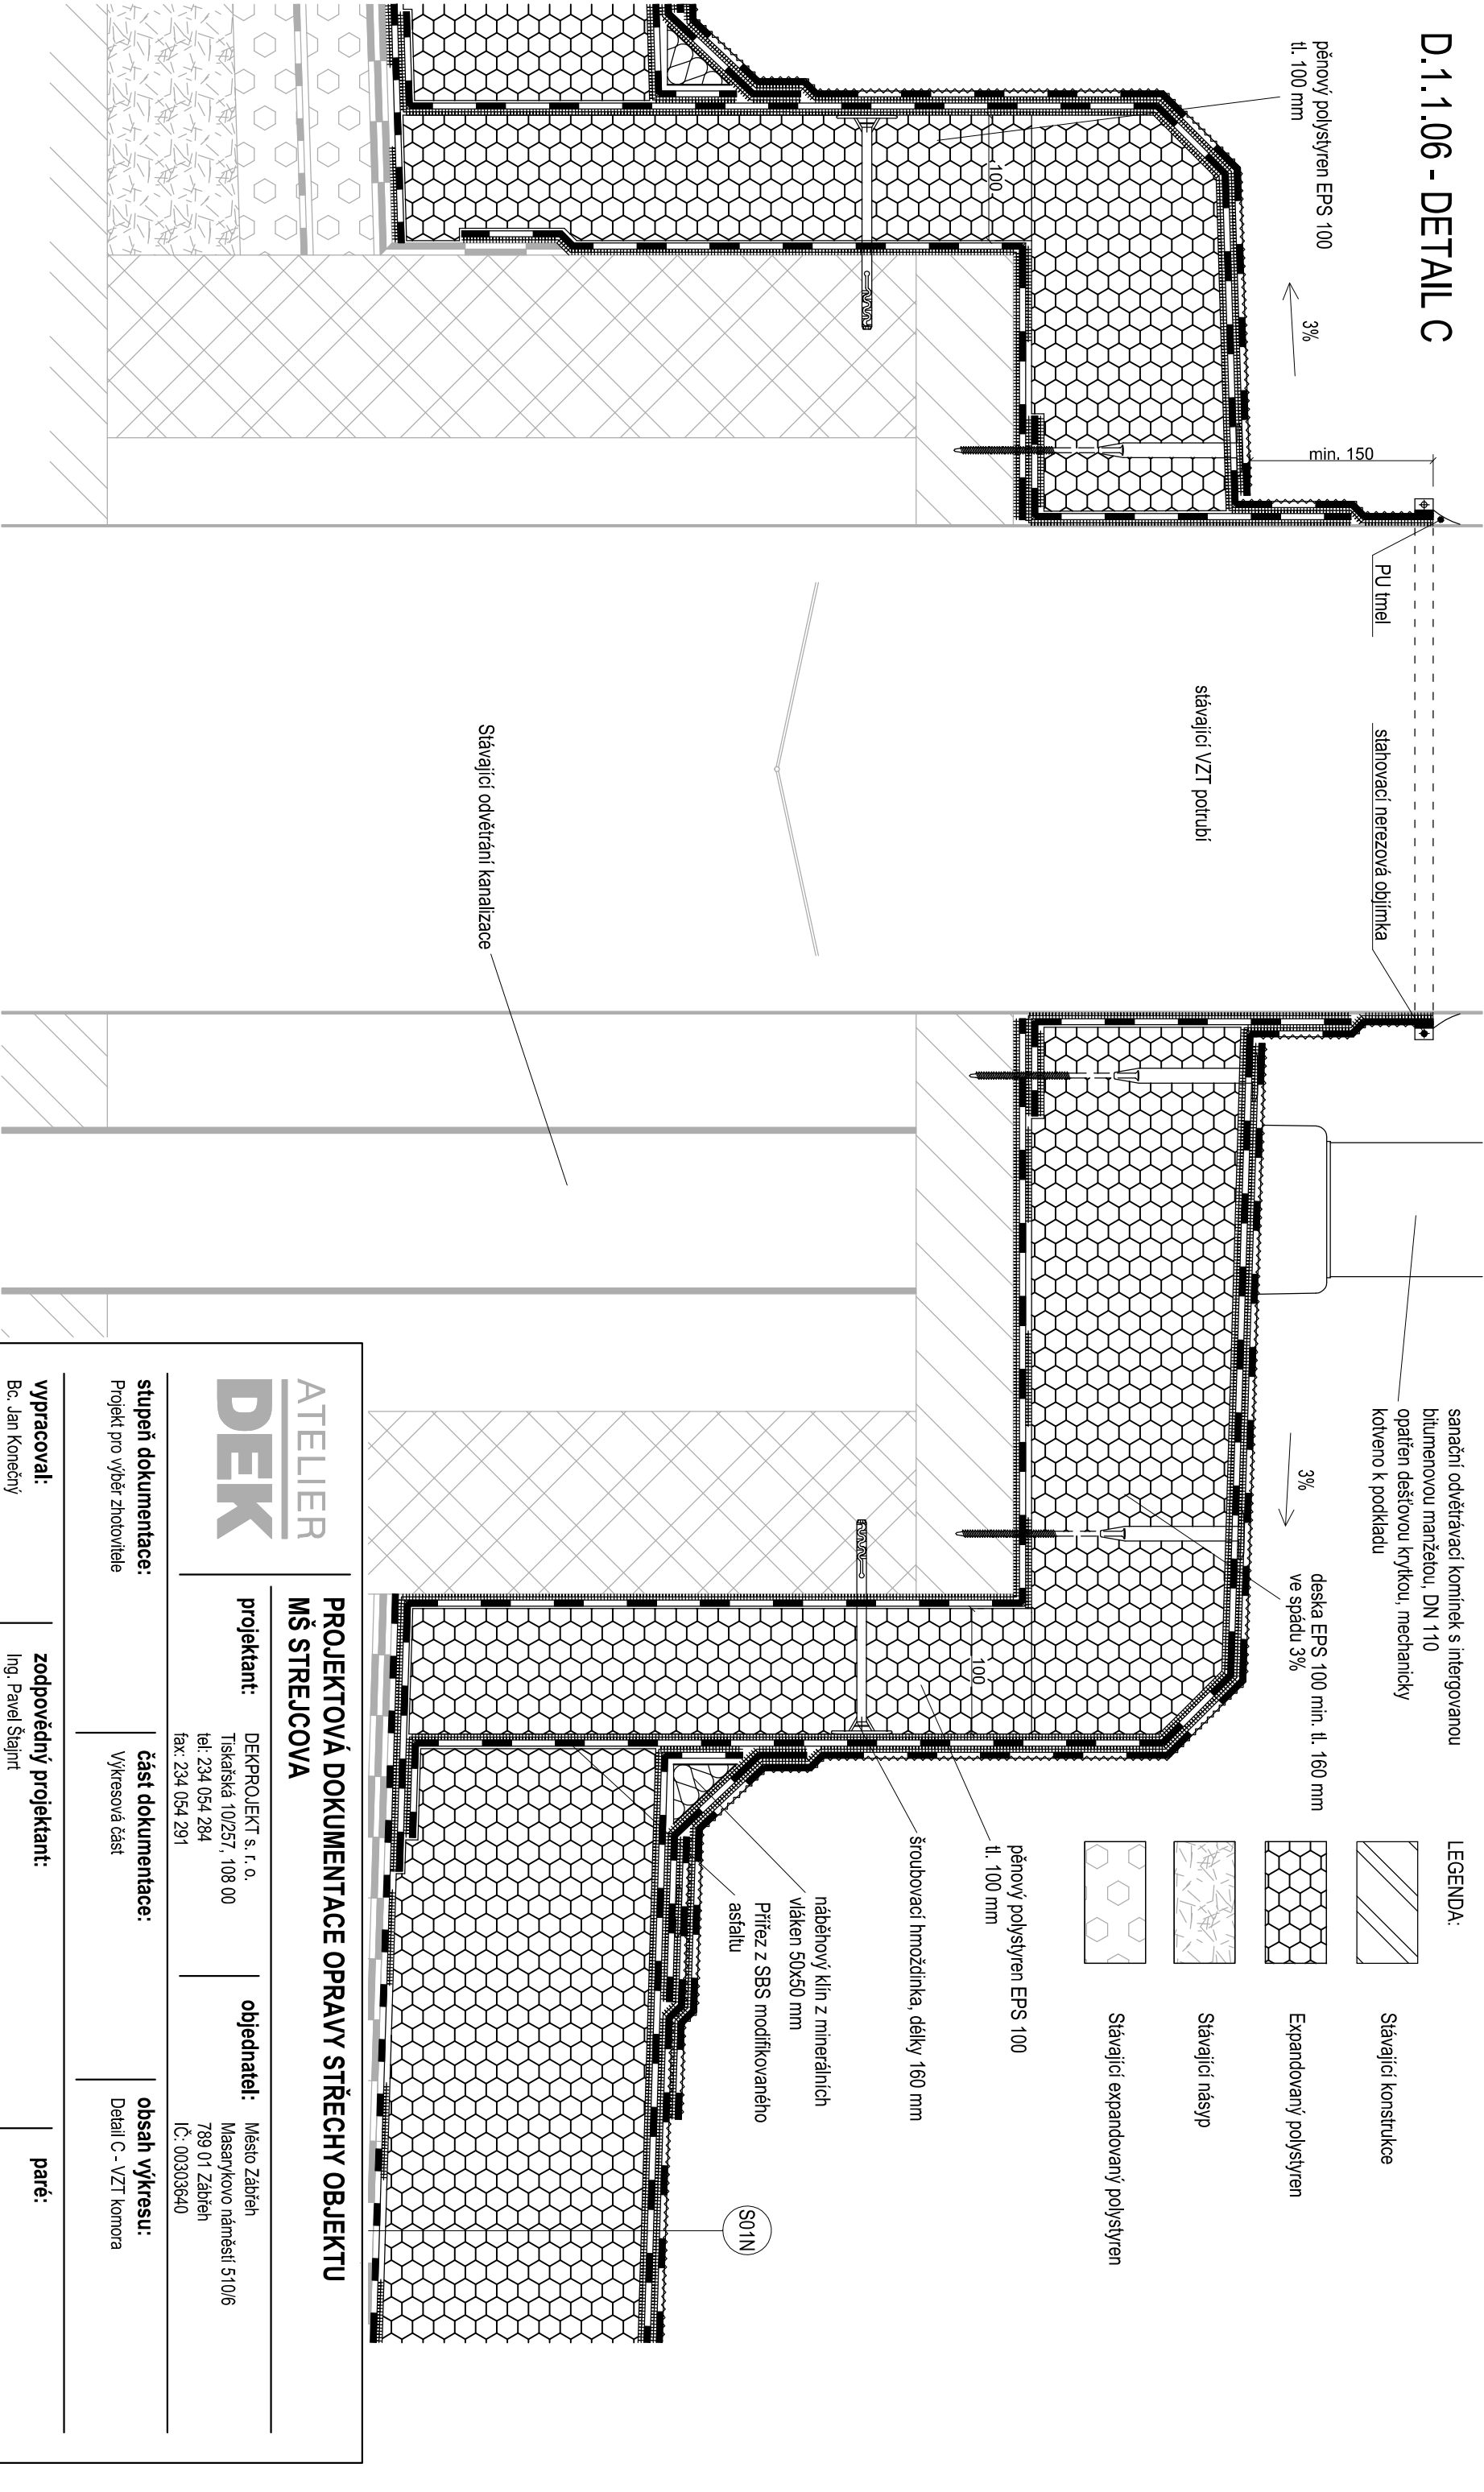 D.1.1.06 - DETAIL C
pěnový polystyren EPS 100
tl. 100 mm
3%
min. 150
100
PU tmel
stahovací nerezová objímka
stávající VZT potrubí
Stávající odvětrání kanalizace
sanační odvětrávací komínek s intergovanou
bitumenovou manžetou, DN 110
opatřen dešťovou krytkou, mechanicky
kotveno k podkladu
3%
deska EPS 100 min. tl. 160 mm
ve spádu 3%
100
pěnový polystyren EPS 100
tl. 100 mm
šroubovací hmoždinka, délky 160 mm
náběhový klín z minerálních
vláken 50x50 mm
Přířez z SBS modifikovaného
asfaltu
S01N
LEGENDA:
Stávající konstrukce
Expandovaný polystyren
Stávající násyp
Stávající expandovaný polystyren
ATELIER
DEK
PROJEKTOVÁ DOKUMENTACE OPRAVY STŘECHY OBJEKTU
MŠ STREJCOVA
projektant:
DEKPROJEKT s. r. o.
Tiskařská 10/257, 108 00
tel: 234 054 284
fax: 234 054 291
objednatel:
Město Zábřeh
Masarykovo náměstí 510/6
789 01 Zábřeh
IČ: 00303640
stupeň dokumentace:
Projekt pro výběr zhotovitele
část dokumentace:
Výkresová část
obsah výkresu:
Detail C - VZT komora
vypracoval:
Bc. Jan Konečný
zodpovědný projektant:
Ing. Pavel Štajnrt
paré: